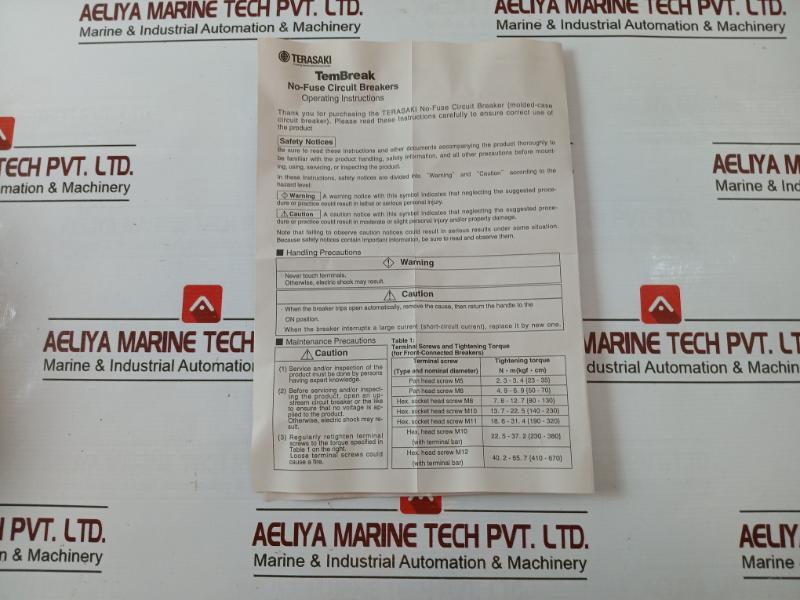 AELIYA MARINE TECH PVT. LTD.
Marine & Industrial Automation & Machinery
AELIYA MARINE TECH PVT. LTD.
Marine & Industrial Automation & Machinery
TECH PVT. LTD.
Automation & Machinery
AELIYA MARINE
Marine & Industrial
AELIYA MARINE TECH
Marine & Industrial Automation
MARINE TECH PVT. LTD.
Industrial Automation & Machinery
PVT. LTD.
& Machinery
AELIYA MARINE TECH PVT. LTD.
Marine & Industrial Automation & Machinery
AELIYA
Marine &
TERASAKI
TemBreak
No-Fuse Circuit Breakers
Operating Instructions
Thank you for purchasing the TERASAKI No-Fuse Circuit Breaker (molded-case
circuit breaker). Please read these instructions carefully to ensure correct use of
the product
Safety Notices
Be sure to read these instructions and other documents accompanying the product thoroughly to
be familiar with the product handling, safety information, and all other precautions before mount-
ing, using, servicing, or inspecting the product.
In these instructions, safety notices are divided into "Warning" and "Caution" according to the
hazard level:
Warning A warning notice with this symbol indicates that neglecting the suggested proce-
dure or practice could result in lethal or serious personal injury.
Caution A caution notice with this symbol indicates that neglecting the suggested proce-
dure or practice could result in moderate or slight personal injury and/or property damage.
Note that failing to observe caution notices could result in serious results under some situation.
Because safety notices contain important information, be sure to read and observe them.
■ Handling Precautions
Warning
· Never touch terminals.
Otherwise, electric shock may result.
Caution
· When the breaker trips open automatically, remove the cause, then return the handle to the
ON position.
When the breaker interrupts a large current (short-circuit current), replace it by new one.
■ Maintenance Precautions
Caution
(1) Service and/or inspection of the
product must be done by persons
having expert knowledge.
(2) Before servicing and/or inspect-
ing the product, open an up-
stream circuit breaker or the like
to ensure that no voltage is ap-
plied to the product.
Otherwise, electric shock may re-
sult.
(3) Regularly retighten terminal
screws to the torque specified in
Table 1 on the right.
Loose terminal screws could
cause a fire.
Table 1:
Terminal Screws and Tightening Torque
(for Front-Connected Breakers)
Terminal screw Tightening torque
(Type and nominal diameter) N・m{kgf・cm}
Pan head screw M5 2.3 - 3.4 {23 - 35}
Pan head screw M6 4.9 - 6.9 {50 - 70}
Hex. socket head screw M8 7.8 - 12.7 {80 - 130}
Hex. socket head screw M10 13.7 - 22.5 {140 - 230}
Hex. socket head screw M11 18.6 - 31.4 {190 - 320}
Hex. head screw M10
(with terminal bar) 22.5 - 37.2 {230 - 380}
Hex. head screw M12
(with terminal bar) 40.2 - 65.7 {410 - 670}